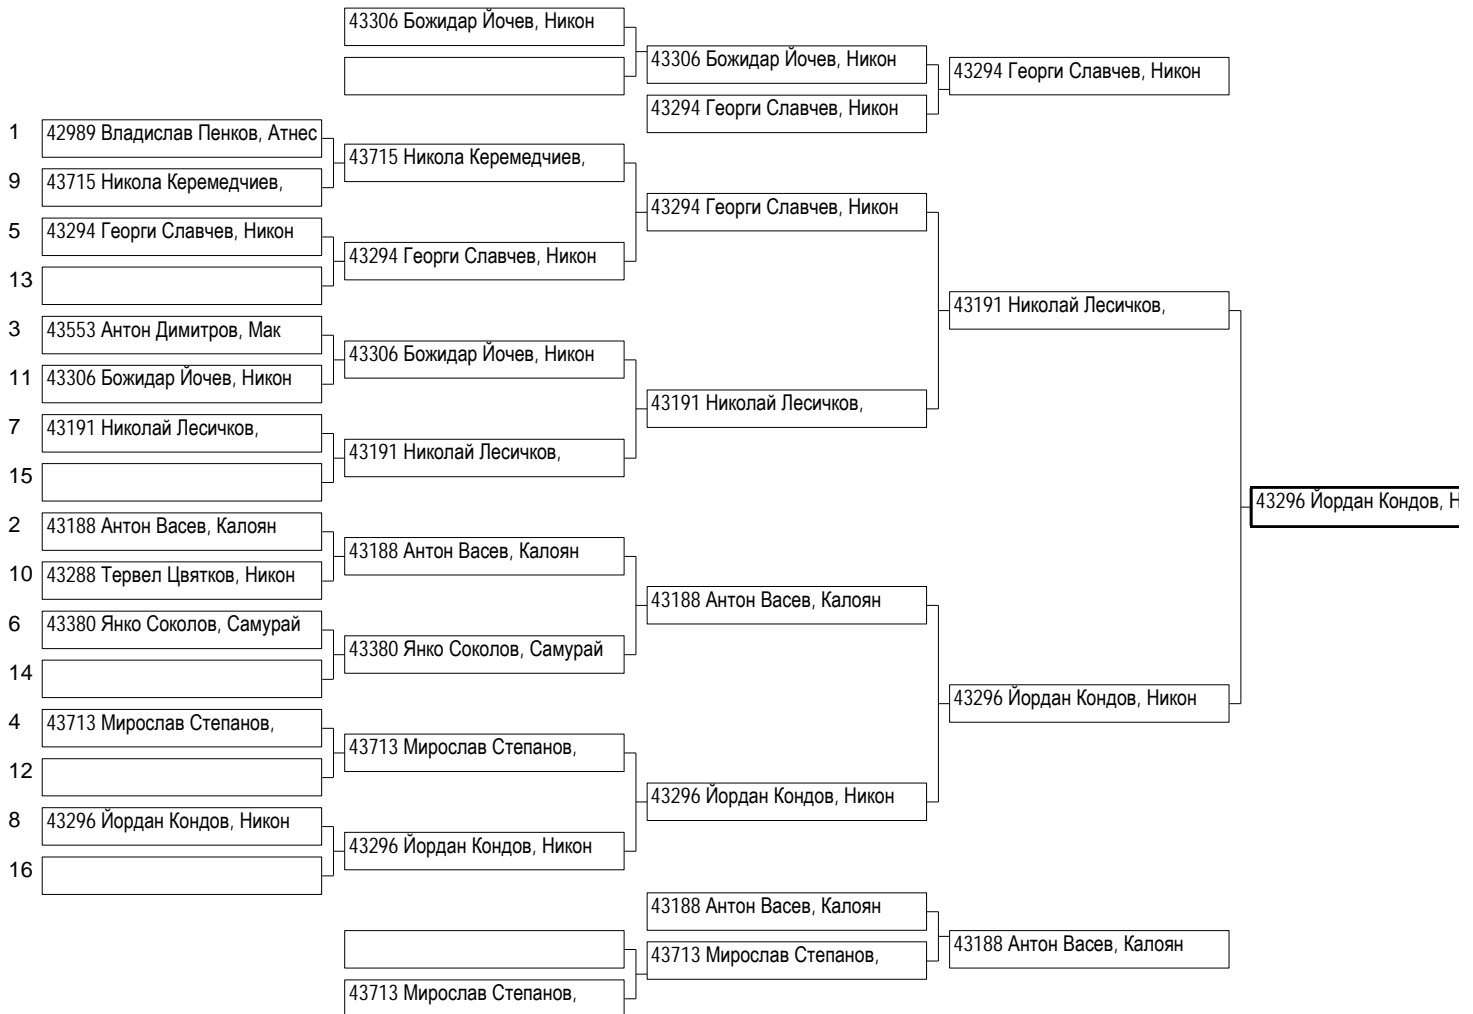 43306 Божидар Йочев, Никон
43306 Божидар Йочев, Никон
43294 Георги Славчев, Никон
43294 Георги Славчев, Никон
1 42989 Владислав Пенков, Атнес
43715 Никола Керемедчиев,
9 43715 Никола Керемедчиев,
43294 Георги Славчев, Никон
5 43294 Георги Славчев, Никон
43294 Георги Славчев, Никон
13
43191 Николай Лесичков,
3 43553 Антон Димитров, Мак
43306 Божидар Йочев, Никон
11 43306 Божидар Йочев, Никон
43191 Николай Лесичков,
7 43191 Николай Лесичков,
43191 Николай Лесичков,
15
43296 Йордан Кондов, Н
2 43188 Антон Васев, Калоян
43188 Антон Васев, Калоян
10 43288 Тервел Цвятков, Никон
43188 Антон Васев, Калоян
6 43380 Янко Соколов, Самурай
43380 Янко Соколов, Самурай
14
43296 Йордан Кондов, Никон
4 43713 Мирослав Степанов,
43713 Мирослав Степанов,
12
43296 Йордан Кондов, Никон
8 43296 Йордан Кондов, Никон
43296 Йордан Кондов, Никон
16
43188 Антон Васев, Калоян
43188 Антон Васев, Калоян
43713 Мирослав Степанов,
43713 Мирослав Степанов,